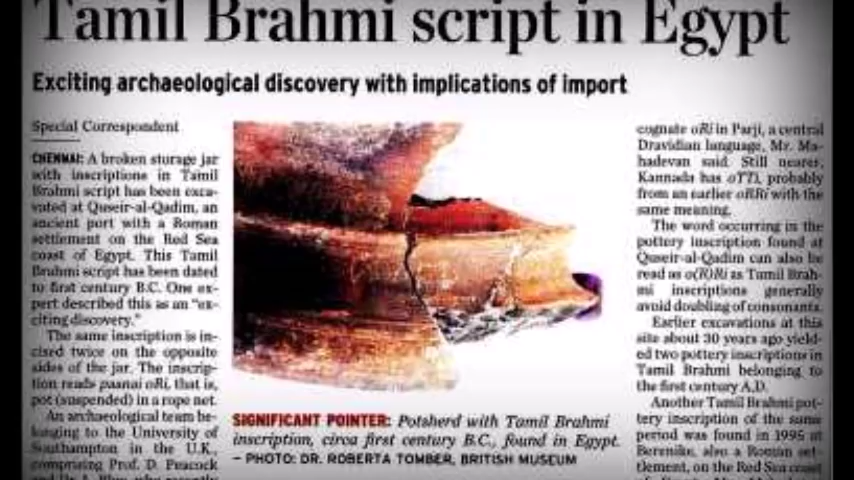 Tamil Brahmi script in Egypt
Exciting archaeological discovery with implications of import
Special Correspondent
CHENNAI: A broken storage jar
with inscriptions in Tamil
Brahmi script has been exca-
vated at Quseir-al-Qadim, an
ancient port with a Roman
settlement on the Red Sea
coast of Egypt. This Tamil
Brahmi script has been dated
to first century B.C. One ex-
pert described this as an "ex-
citing discovery."
The same inscription is in-
cised twice on the opposite
sides of the jar. The inscrip-
tion reads paanai oRi, that is,
pot (suspended) in a rope net.
An archaeological team be-
longing to the University of
Southampton in the U.K.,
comprising Prof. D. Peacock
SIGNIFICANT POINTER: Potsherd with Tamil Brahmi
inscription, circa first century B.C., found in Egypt.
– PHOTO: DR. ROBERTA TOMBER, BRITISH MUSEUM
cognate oRi in Parji, a central
Dravidian language, Mr. Ma-
hadevan said. Still nearer,
Kannada has oTTi, probably
from an earlier oRRi with the
same meaning.
The word occurring in the
pottery inscription found at
Quseir-al-Qadim can also be
read as o(R)Ri as Tamil Brah-
mi inscriptions generally
avoid doubling of consonants.
Earlier excavations at this
site about 30 years ago yield-
ed two pottery inscriptions in
Tamil Brahmi belonging to
the first century A.D.
Another Tamil Brahmi pot-
tery inscription of the same
period was found in 1995 at
Berenike, also a Roman set-
tlement, on the Red Sea coast